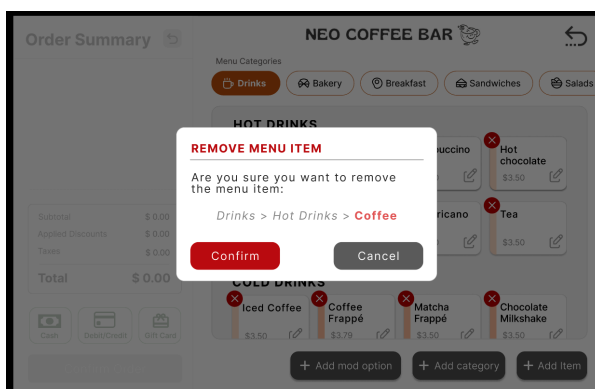 Order Summary
NEO COFFEE BAR
Menu Categories
Drinks
Bakery
Breakfast
Sandwiches
Salads
HOT DRINKS
REMOVE MENU ITEM
Are you sure you want to remove
the menu item:
Drinks > Hot Drinks > Coffee
Confirm
Cancel
Hot
chocolate
$3.50
Tea
$3.50
Subtotal $ 0.00
Applied Discounts $ 0.00
Taxes $ 0.00
Total $ 0.00
Cash
Debit/Credit
Gift Card
COLD DRINKS
Iced Coffee
$3.50
Coffee
Frappé
$3.79
Matcha
Frappé
$3.50
Chocolate
Milkshake
$3.50
+ Add mod option
+ Add category
+ Add Item